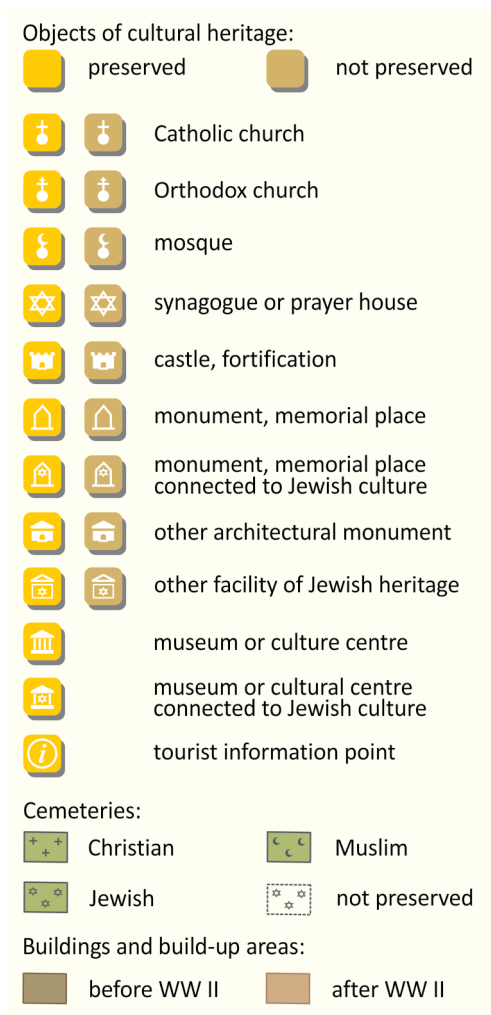 Objects of cultural heritage:
preserved
not preserved
Catholic church
Orthodox church
mosque
synagogue or prayer house
castle, fortification
monument, memorial place
monument, memorial place
connected to Jewish culture
other architectural monument
other facility of Jewish heritage
museum or culture centre
museum or cultural centre
connected to Jewish culture
i
tourist information point
Cemeteries:
Christian
Muslim
Jewish
not preserved
Buildings and build-up areas:
before WW II
after WW II